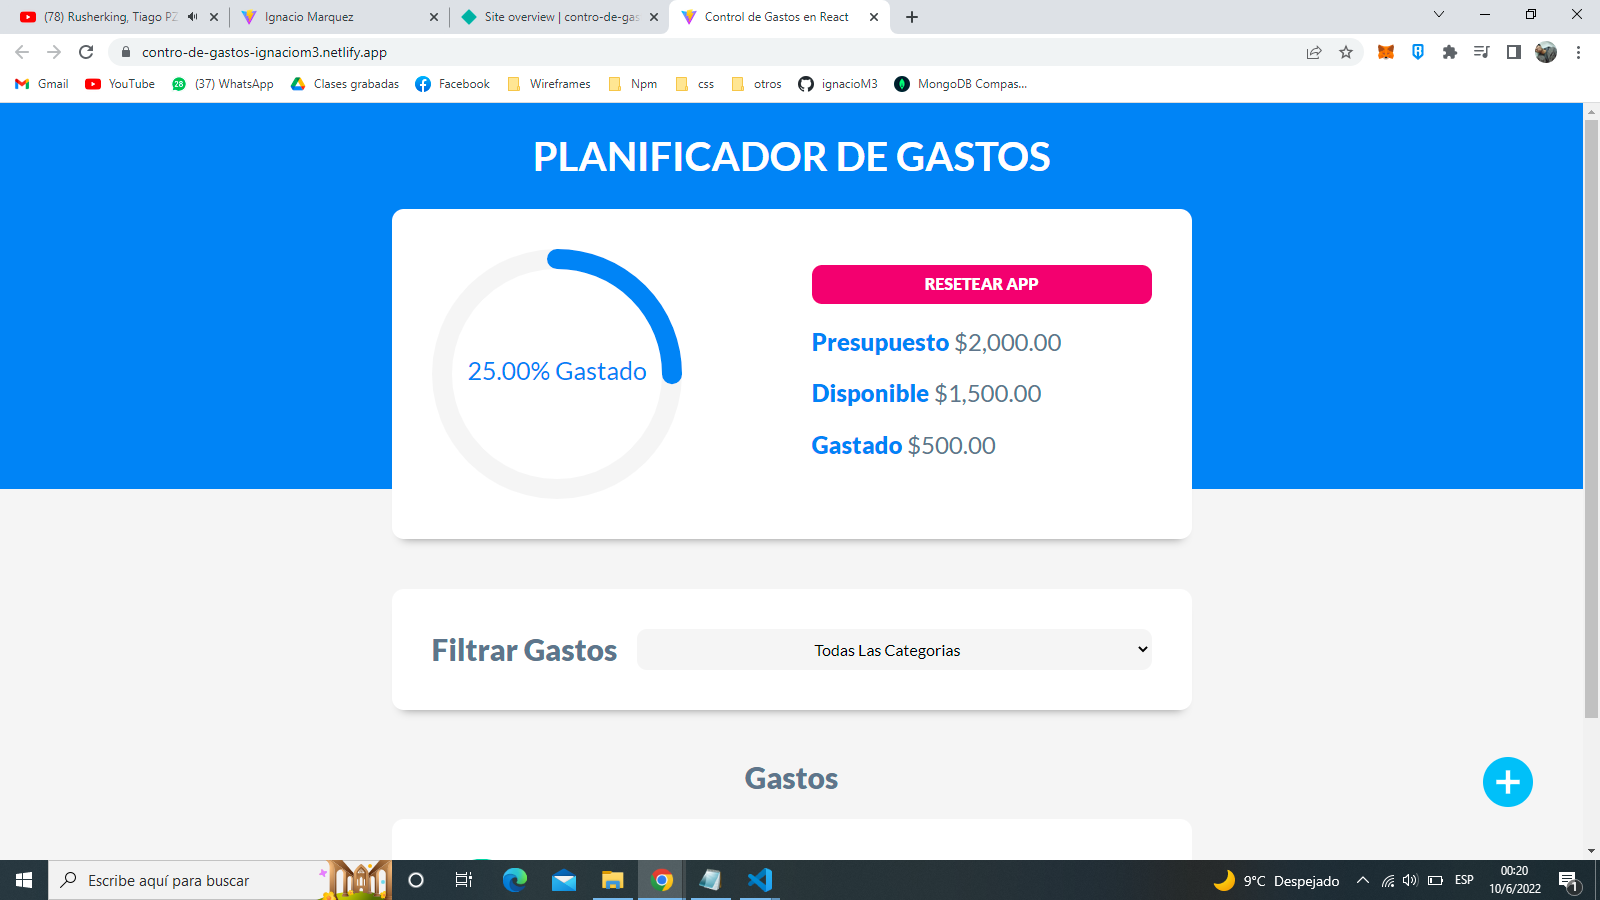 (78) Rusherking, Tiago PZ
Ignacio Marquez
Site overview | contro-de-gas
Control de Gastos en React
contro-de-gastos-ignaciom3.netlify.app
Gmail
YouTube
28
(37) WhatsApp
Clases grabadas
Facebook
Wireframes
Npm
css
otros
ignacioM3
MongoDB Compas...
PLANIFICADOR DE GASTOS
25.00% Gastado
RESETEAR APP
Presupuesto $2,000.00
Disponible $1,500.00
Gastado $500.00
Filtrar Gastos
Todas Las Categorias
Gastos
Escribe aquí para buscar
9°C Despejado
ESP
00:20
10/6/2022
1